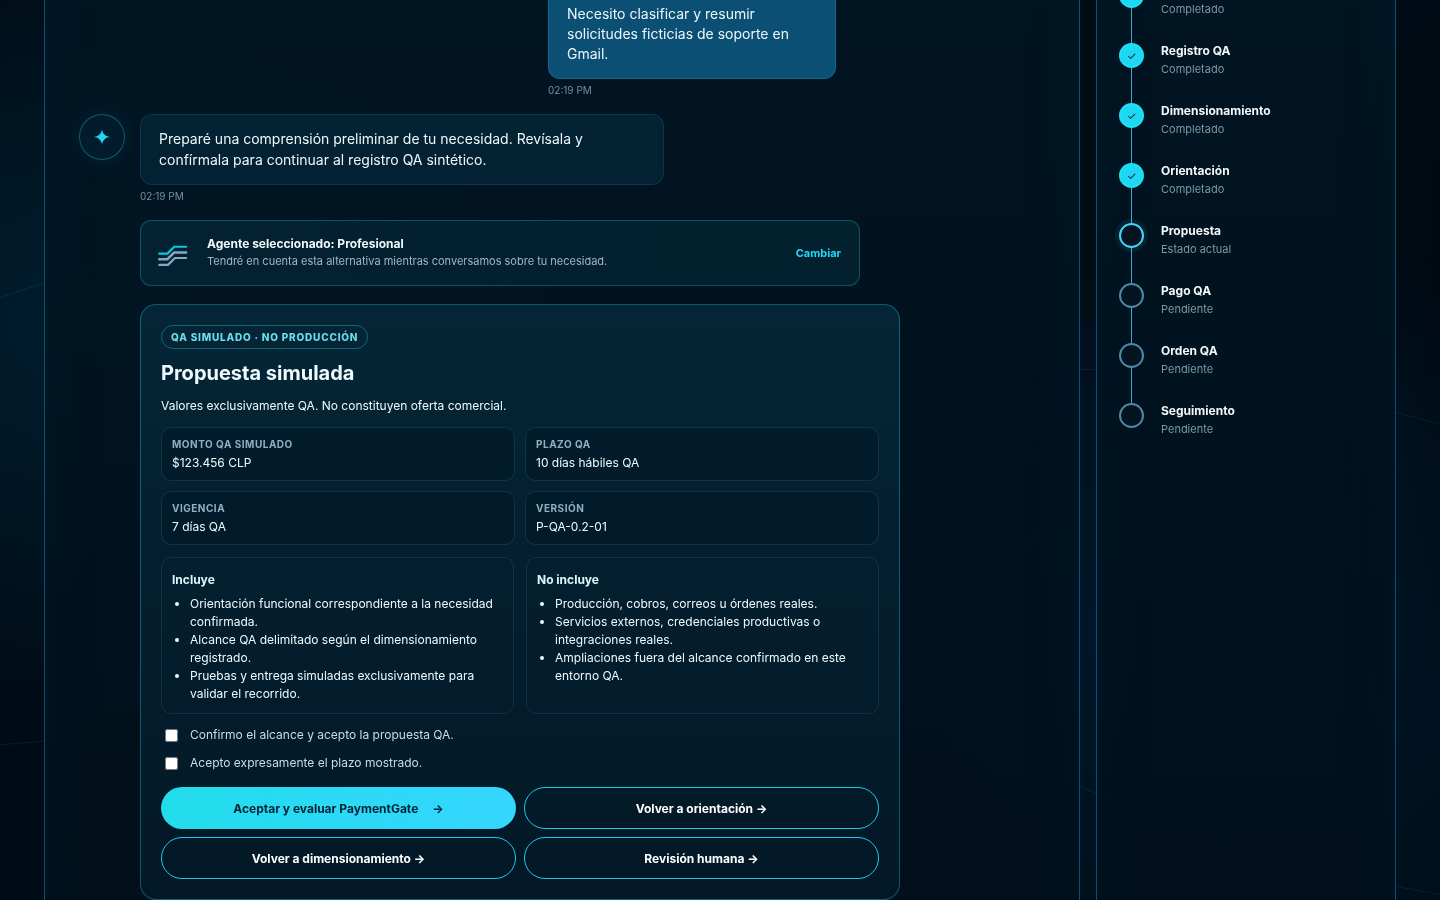 Necesito clasificar y resumir
solicitudes ficticias de soporte en
Gmail.
02:19 PM
Preparé una comprensión preliminar de tu necesidad. Revísala y
confírmala para continuar al registro QA sintético.
02:19 PM
Agente seleccionado: Profesional
Tendré en cuenta esta alternativa mientras conversamos sobre tu necesidad.
Cambiar
QA SIMULADO · NO PRODUCCIÓN
Propuesta simulada
Valores exclusivamente QA. No constituyen oferta comercial.
MONTO QA SIMULADO
$123.456 CLP
PLAZO QA
10 días hábiles QA
VIGENCIA
7 días QA
VERSIÓN
P-QA-0.2-01
Incluye
• Orientación funcional correspondiente a la necesidad
confirmada.
• Alcance QA delimitado según el dimensionamiento
registrado.
• Pruebas y entrega simuladas exclusivamente para
validar el recorrido.
No incluye
• Producción, cobros, correos u órdenes reales.
• Servicios externos, credenciales productivas o
integraciones reales.
• Ampliaciones fuera del alcance confirmado en este
entorno QA.
Confirmo el alcance y acepto la propuesta QA.
Acepto expresamente el plazo mostrado.
Aceptar y evaluar PaymentGate →
Volver a orientación →
Volver a dimensionamiento →
Revisión humana →
Completado
Registro QA
Completado
Dimensionamiento
Completado
Orientación
Completado
Propuesta
Estado actual
Pago QA
Pendiente
Orden QA
Pendiente
Seguimiento
Pendiente